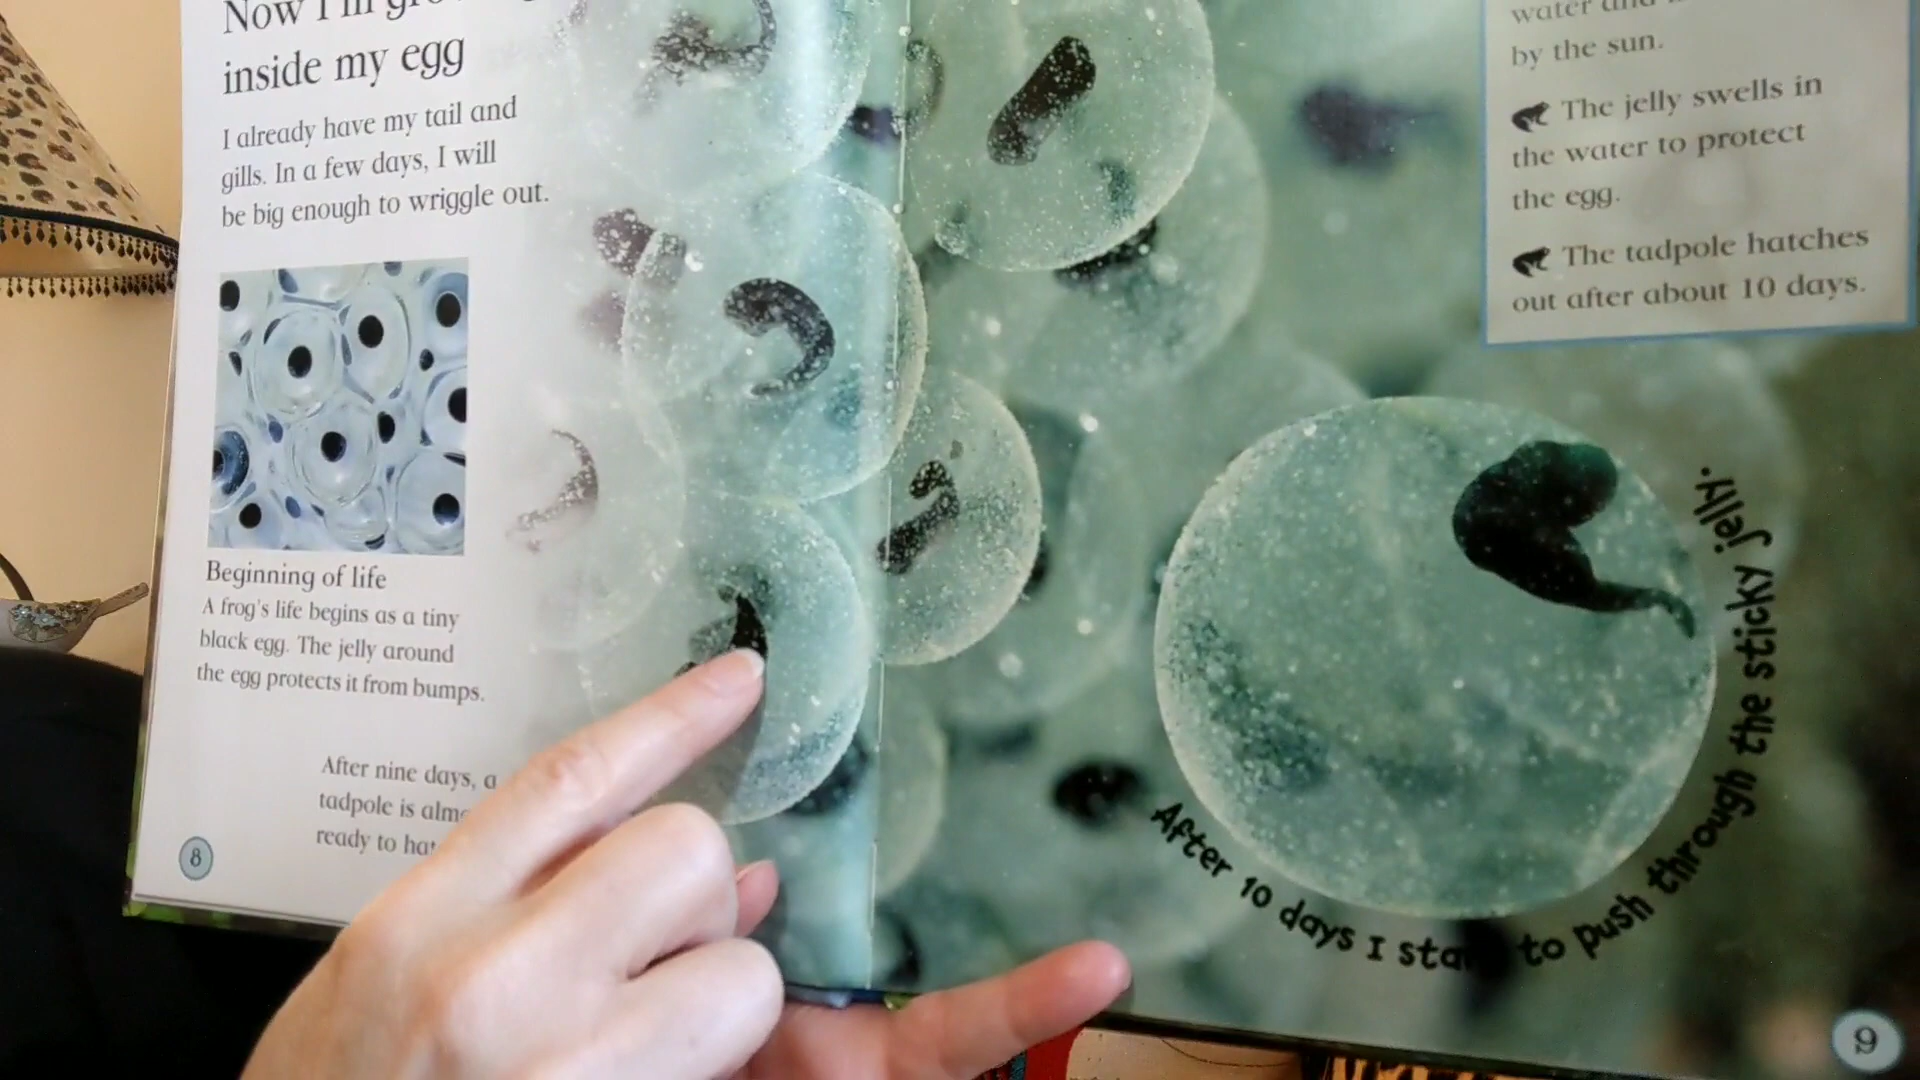 Now I'm
inside my egg
I already have my tail and
gills. In a few days, I will
be big enough to wriggle out.
Beginning of life
A frog's life begins as a tiny
black egg. The jelly around
the egg protects it from bumps.
After nine days, a
tadpole is
ready to
8
water
by the sun.
The jelly swells in
the water to protect
the egg.
The tadpole hatches
out after about 10 days.
After 10 days I to push through the sticky jelly.
9